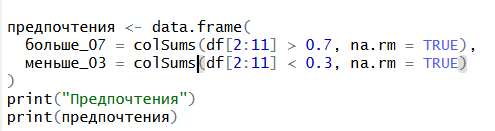 предпочтения <- data.frame(
  больше_07 = colSums(df[2:11] > 0.7, na.rm = TRUE),
  меньше_03 = colSums(df[2:11] < 0.3, na.rm = TRUE)
)
print("Предпочтения")
print(предпочтения)